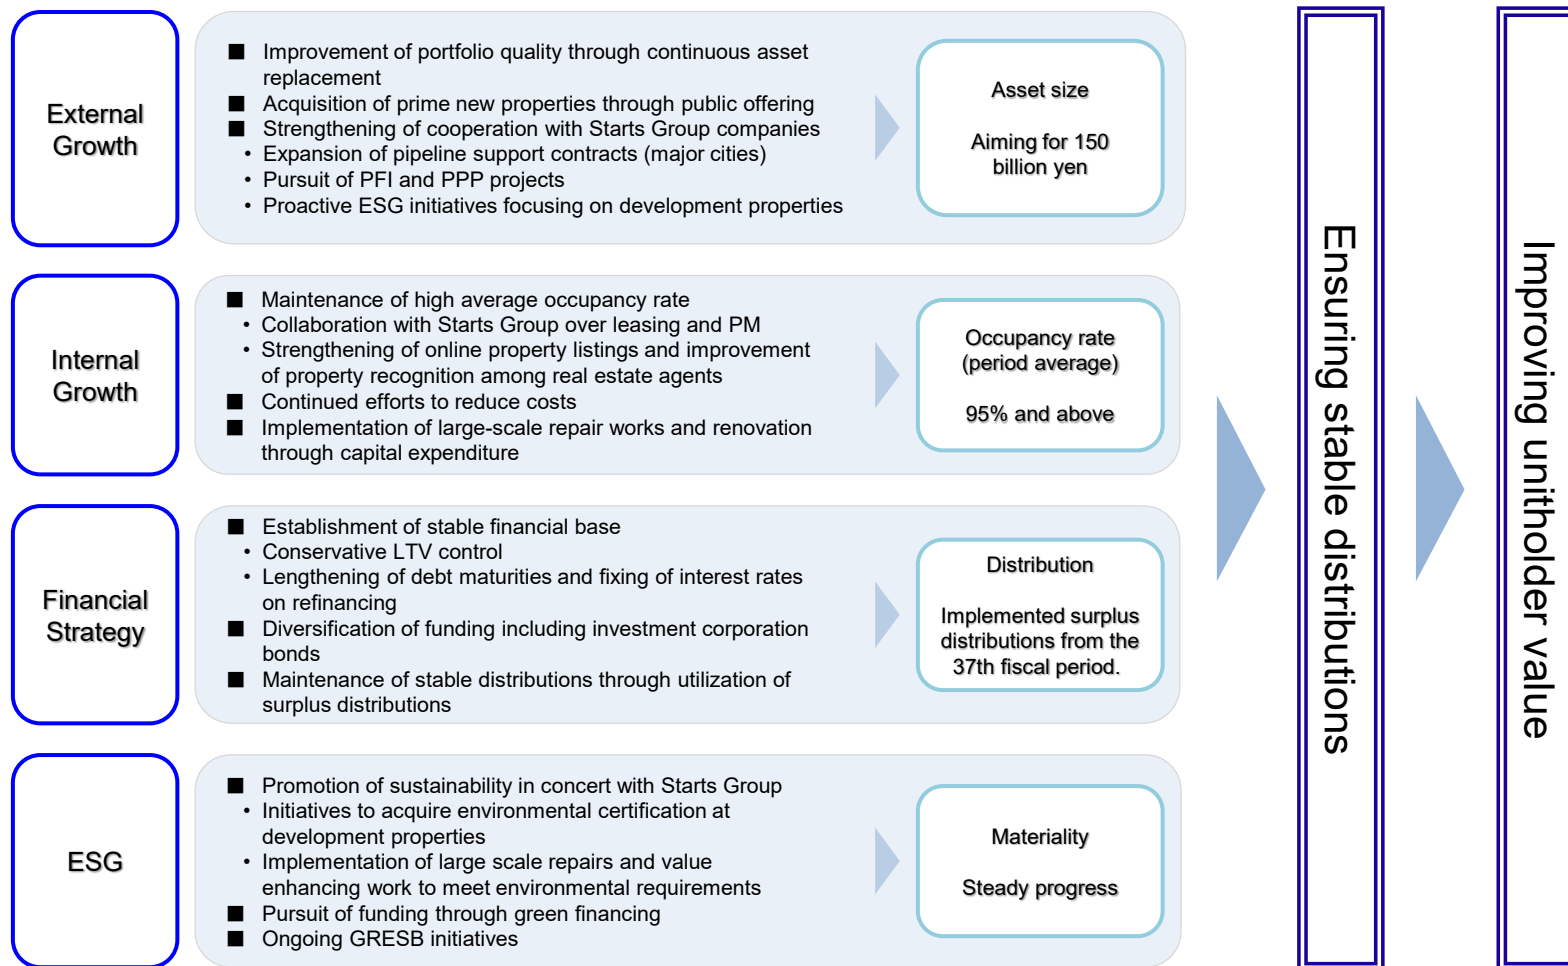 External
Growth
■ Improvement of portfolio quality through continuous asset
replacement
■ Acquisition of prime new properties through public offering
■ Strengthening of cooperation with Starts Group companies
・Expansion of pipeline support contracts (major cities)
・Pursuit of PFI and PPP projects
・Proactive ESG initiatives focusing on development properties
Asset size
Aiming for 150
billion yen
Internal
Growth
■ Maintenance of high average occupancy rate
・Collaboration with Starts Group over leasing and PM
・Strengthening of online property listings and improvement
of property recognition among real estate agents
■ Continued efforts to reduce costs
■ Implementation of large-scale repair works and renovation
through capital expenditure
Occupancy rate
(period average)
95% and above
Financial
Strategy
■ Establishment of stable financial base
・Conservative LTV control
・Lengthening of debt maturities and fixing of interest rates
on refinancing
■ Diversification of funding including investment corporation
bonds
■ Maintenance of stable distributions through utilization of
surplus distributions
Distribution
Implemented surplus
distributions from the
37th fiscal period.
ESG
■ Promotion of sustainability in concert with Starts Group
・Initiatives to acquire environmental certification at
development properties
・Implementation of large scale repairs and value
enhancing work to meet environmental requirements
■ Pursuit of funding through green financing
■ Ongoing GRESB initiatives
Materiality
Steady progress
Ensuring stable distributions
Improving unitholder value